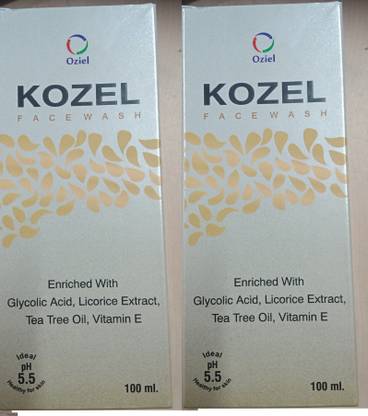 Oziel
KOZEL
FACE WASH
Enriched With
Glycolic Acid, Licorice Extract,
Tea Tree Oil, Vitamin E
Ideal
pH
5.5
Healthy for skin
100 ml.
Oziel
KOZEL
FACE WASH
Enriched With
Glycolic Acid, Licorice Extract,
Tea Tree Oil, Vitamin E
Ideal
pH
5.5
Healthy for skin
100 ml.